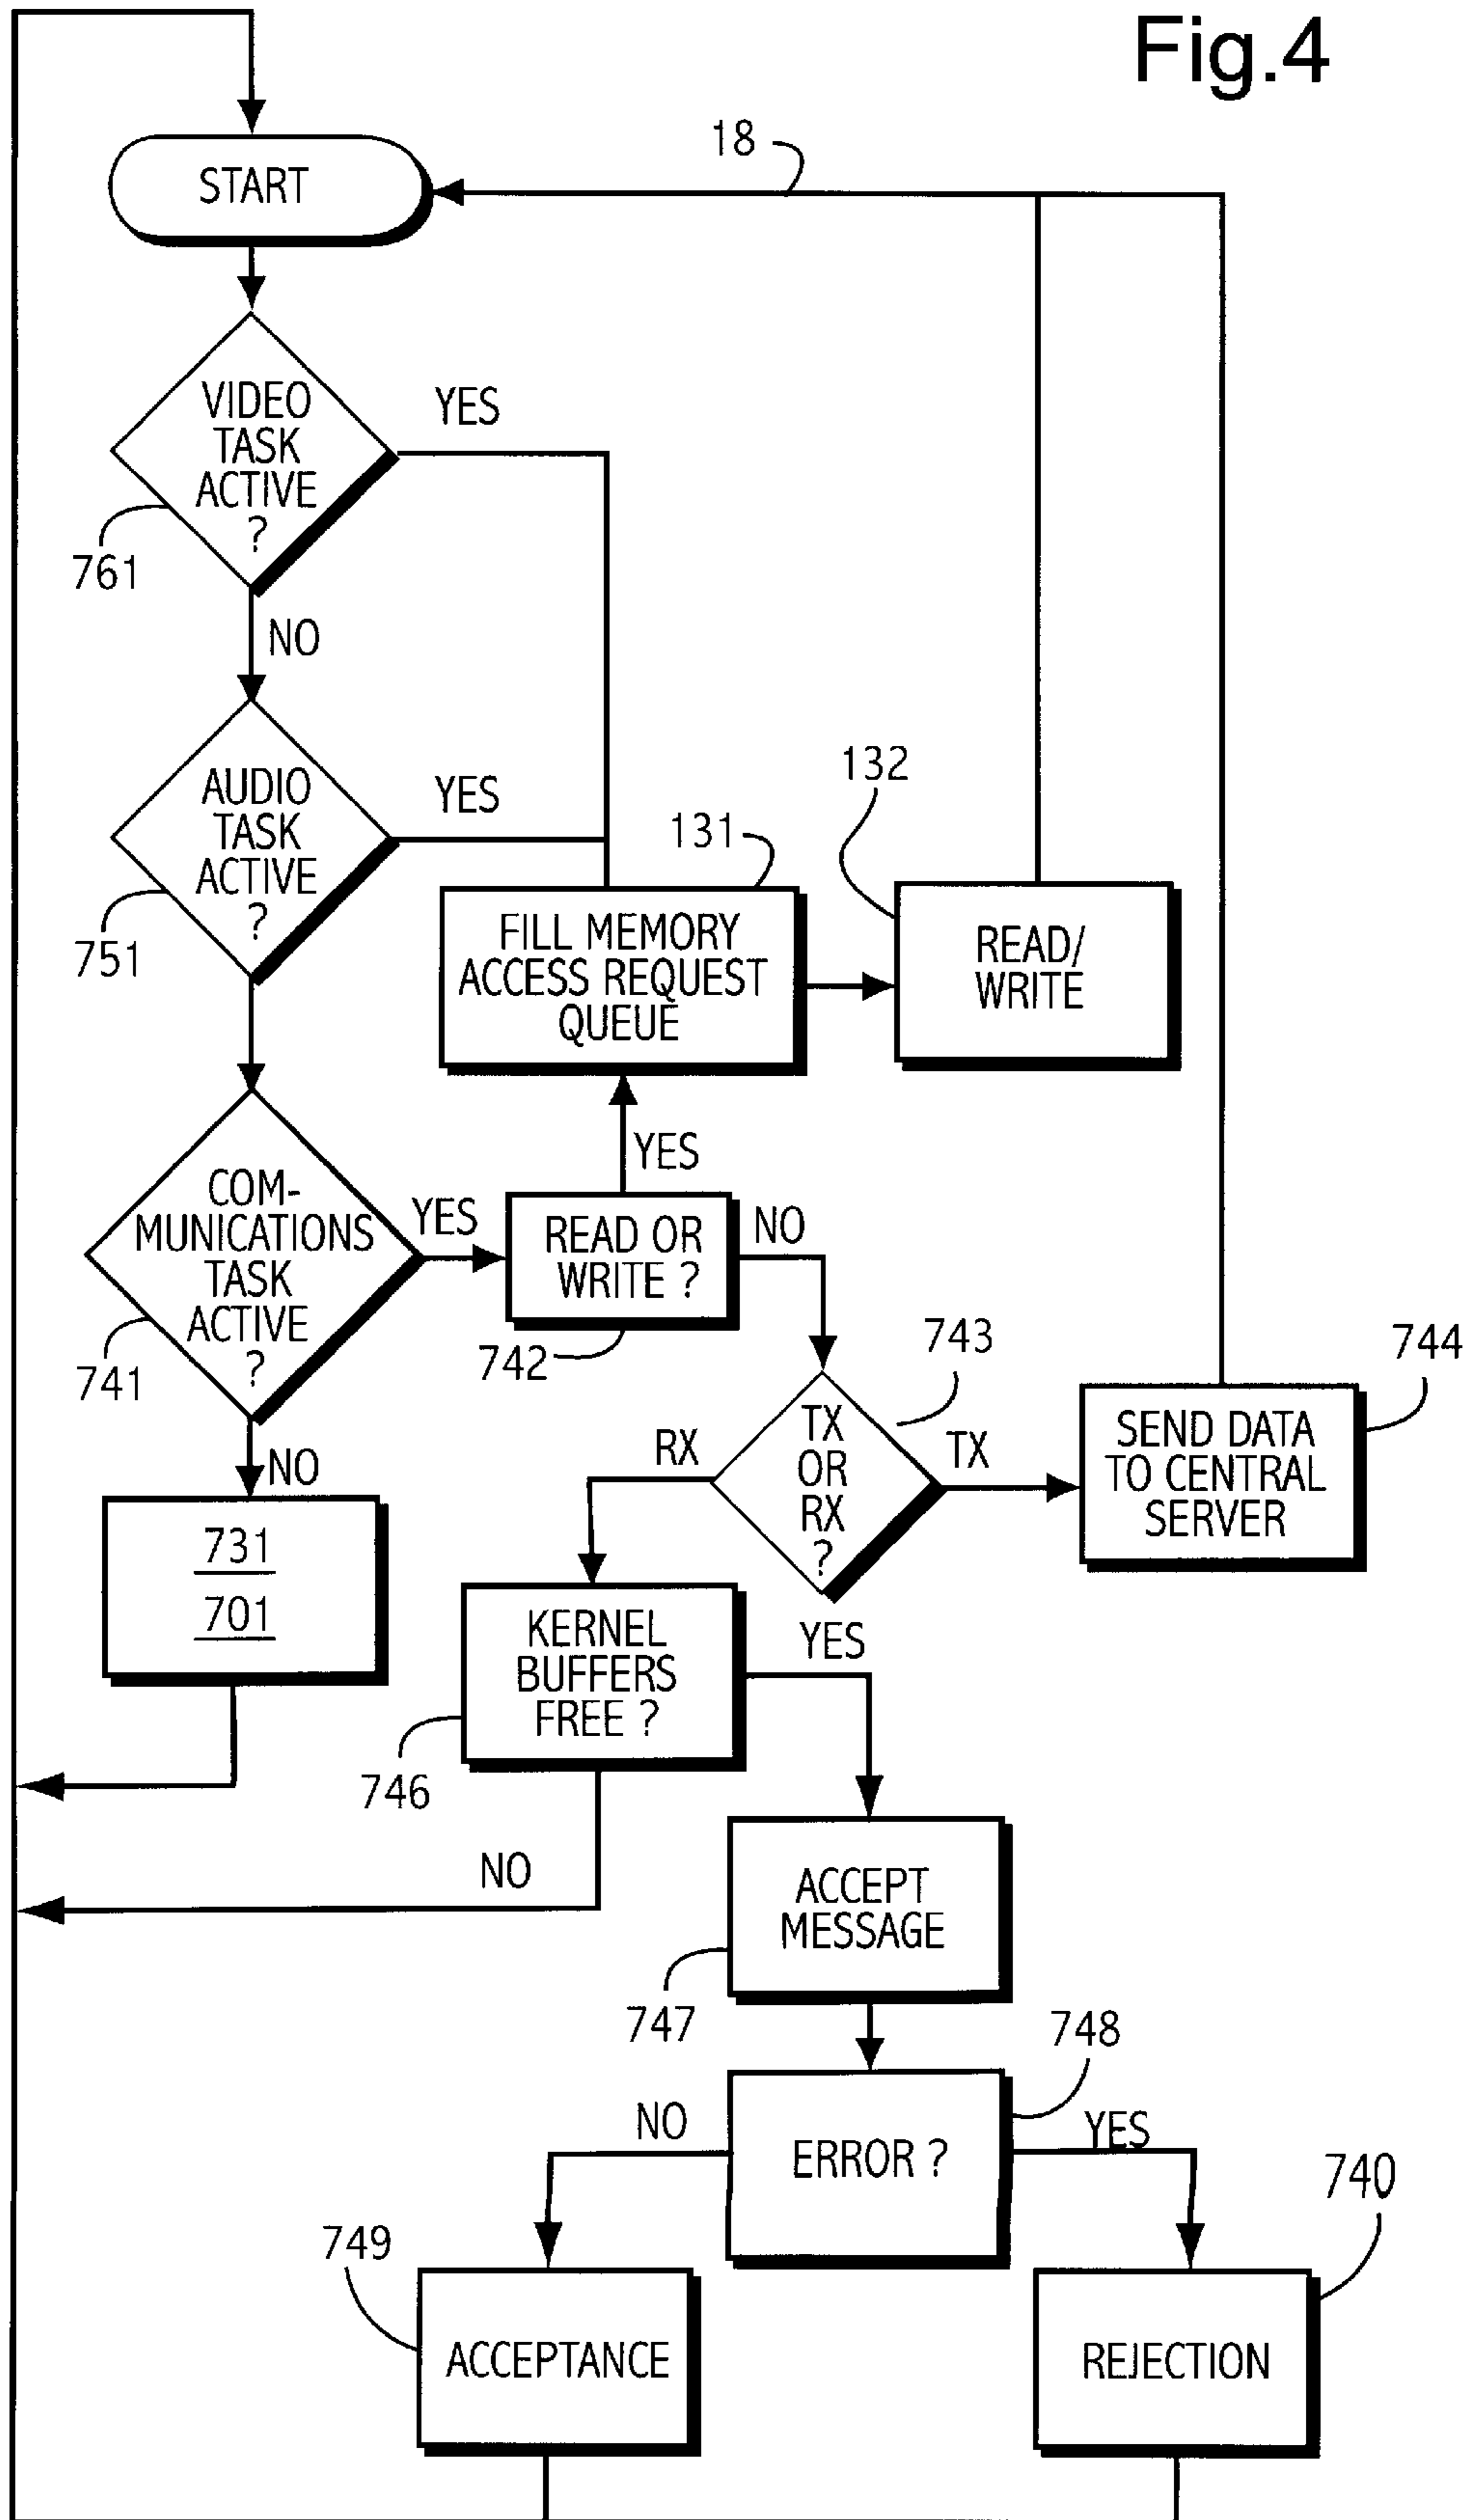 Fig.4
18
START
VIDEO
TASK
ACTIVE
?
YES
761
NO
AUDIO
TASK
ACTIVE
?
YES
751
131
132
FILL MEMORY
ACCESS REQUEST
QUEUE
READ/
WRITE
YES
COM-
MUNICATIONS
TASK
ACTIVE
?
YES
741
READ OR
WRITE ?
NO
742
743
744
TX
OR
RX
?
RX
TX
SEND DATA
TO CENTRAL
SERVER
NO
731
701
KERNEL
BUFFERS
FREE ?
YES
746
NO
ACCEPT
MESSAGE
747
748
ERROR ?
NO
YES
740
749
ACCEPTANCE
REJECTION